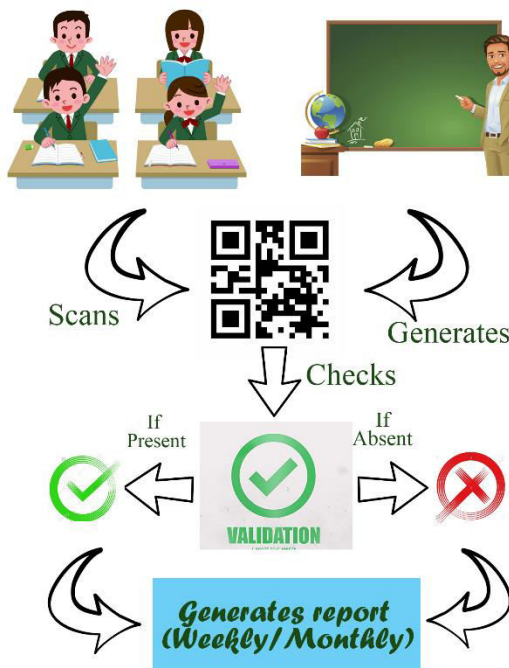 Scans
Generates
Checks
If
Present
If
Absent
VALIDATION
Generates report
(Weekly/Monthly)